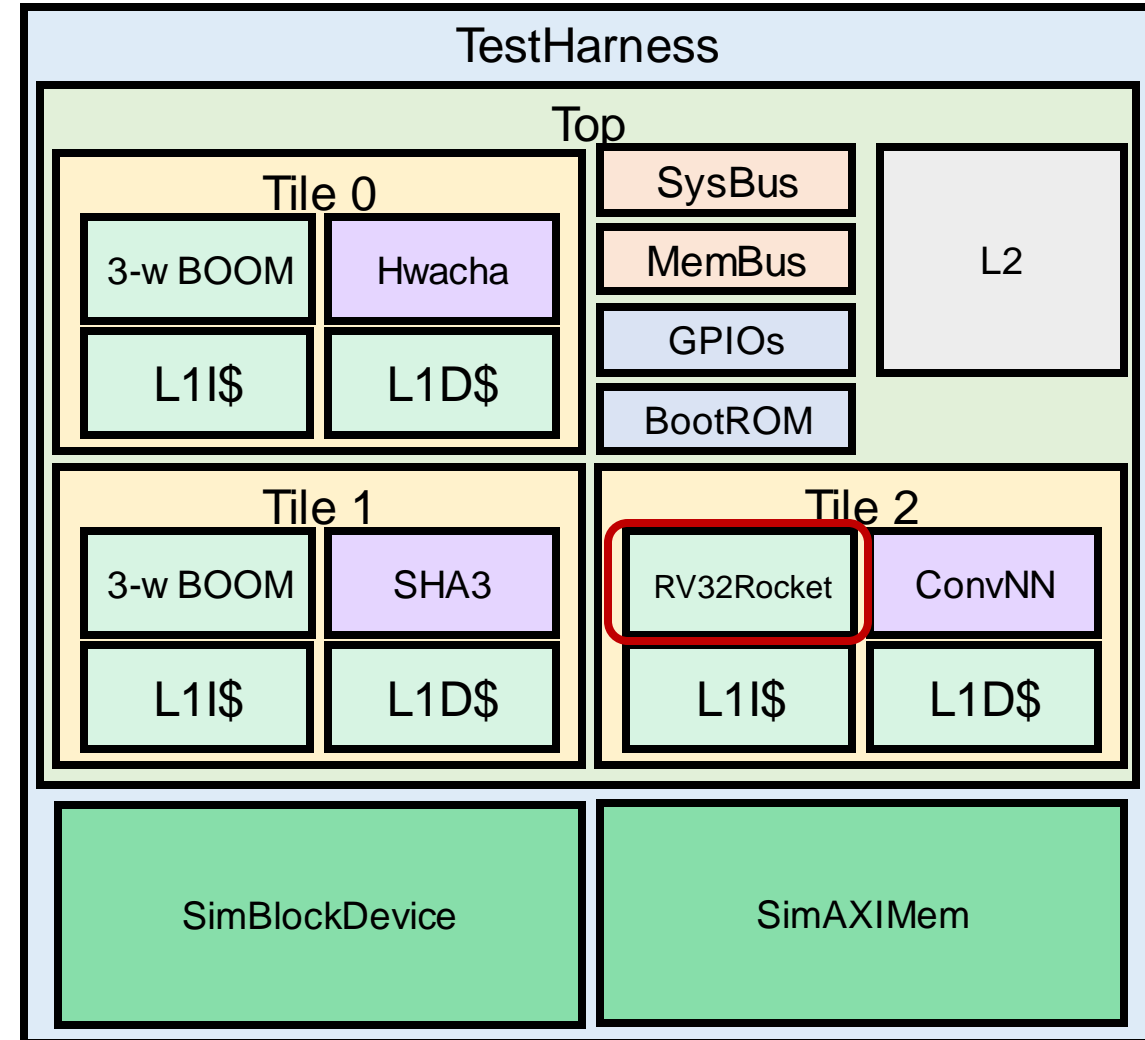 TestHarness
Top
Tile 0
3-w BOOM
Hwacha
L1I$
L1D$
SysBus
MemBus
GPIOs
BootROM
L2
Tile 1
3-w BOOM
SHA3
L1I$
L1D$
Tile 2
RV32Rocket
ConvNN
L1I$
L1D$
SimBlockDevice
SimAXIMem